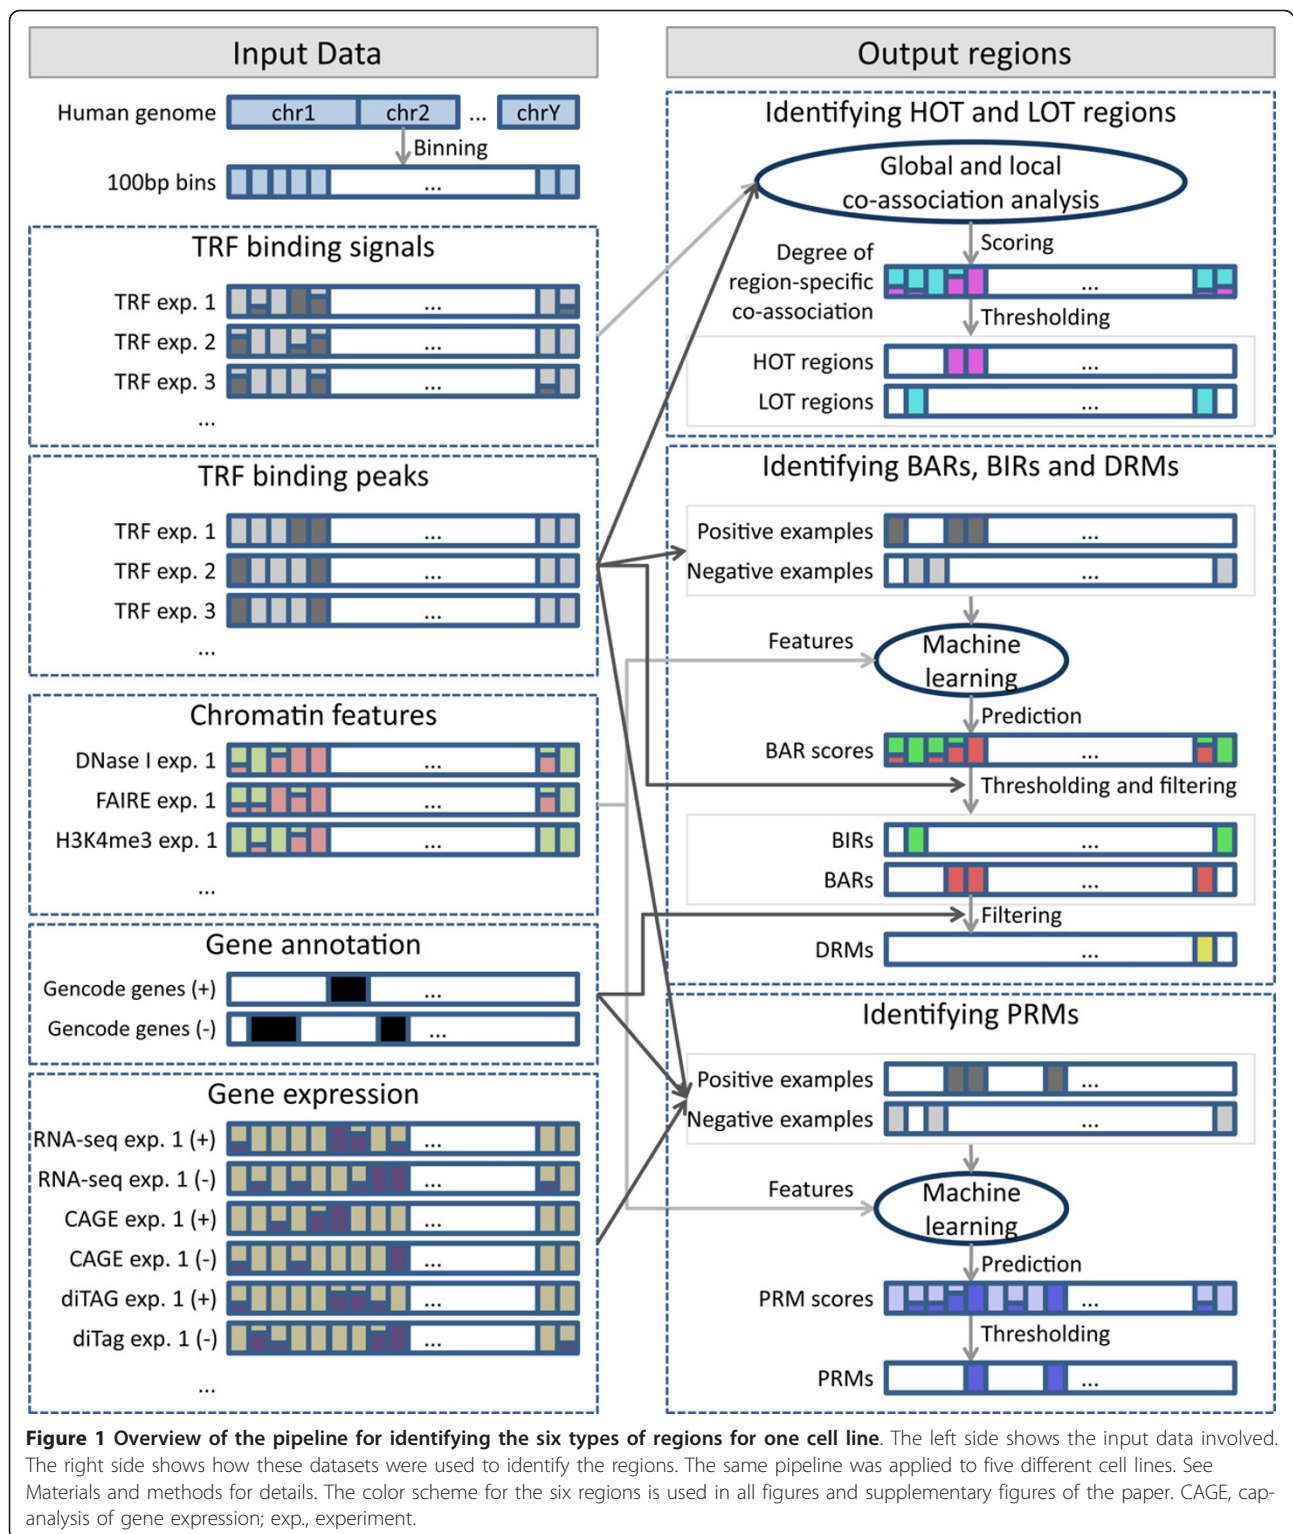 Input Data
Human genome
chr1
chr2
...
chrY
Binning
100bp bins
...
TRF binding signals
TRF exp. 1
...
TRF exp. 2
...
TRF exp. 3
...
...
TRF binding peaks
TRF exp. 1
...
TRF exp. 2
...
TRF exp. 3
...
...
Chromatin features
DNase I exp. 1
...
FAIRE exp. 1
...
H3K4me3 exp. 1
...
...
Gene annotation
Gencode genes (+)
...
Gencode genes (-)
...
Gene expression
RNA-seq exp. 1 (+)
...
RNA-seq exp. 1 (-)
...
CAGE exp. 1 (+)
...
CAGE exp. 1 (-)
...
diTAG exp. 1 (+)
...
diTag exp. 1 (-)
...
...
Output regions
Identifying HOT and LOT regions
Global and local
co-association analysis
Scoring
Degree of
region-specific
co-association
...
Thresholding
HOT regions
...
LOT regions
...
Identifying BARs, BIRs and DRMs
Positive examples
...
Negative examples
...
Features
Machine
learning
Prediction
BAR scores
...
Thresholding and filtering
BIRs
...
BARs
...
Filtering
DRMs
...
Identifying PRMs
Positive examples
...
Negative examples
...
Features
Machine
learning
Prediction
PRM scores
...
Thresholding
PRMs
...
Figure 1 Overview of the pipeline for identifying the six types of regions for one cell line. The left side shows the input data involved.
The right side shows how these datasets were used to identify the regions. The same pipeline was applied to five different cell lines. See
Materials and methods for details. The color scheme for the six regions is used in all figures and supplementary figures of the paper. CAGE, cap-
analysis of gene expression; exp., experiment.